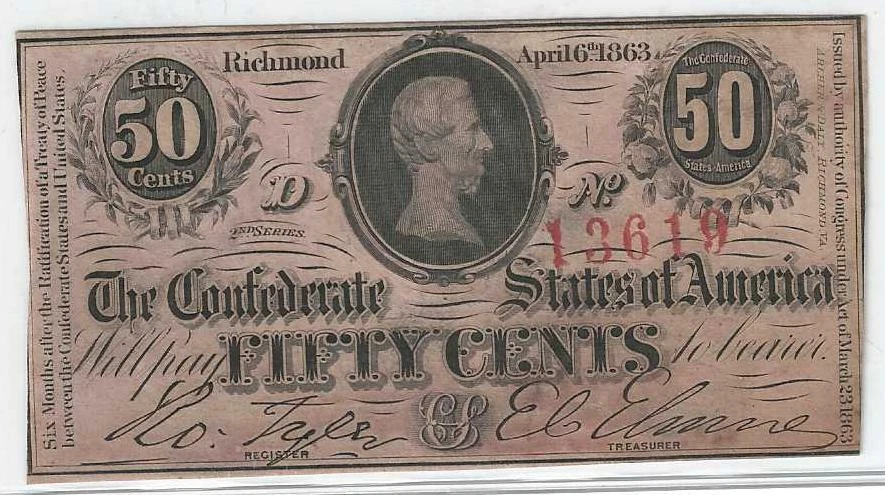 Richmond April 6th 1863
Fifty
50
Cents
The Confederate
50
States America
D No
2ND SERIES.
13619
The Confederate States of America
Will pay FIFTY CENTS to bearer.
Ro: Tyler
REGISTER
CS
E C Elmore
TREASURER
Six Months after the Ratification of a Treaty of Peace
between the Confederate States and United States.
Issued by authority of Congress under Act of March 23 1863
ARCHER & DALY, RICHMOND, VA.